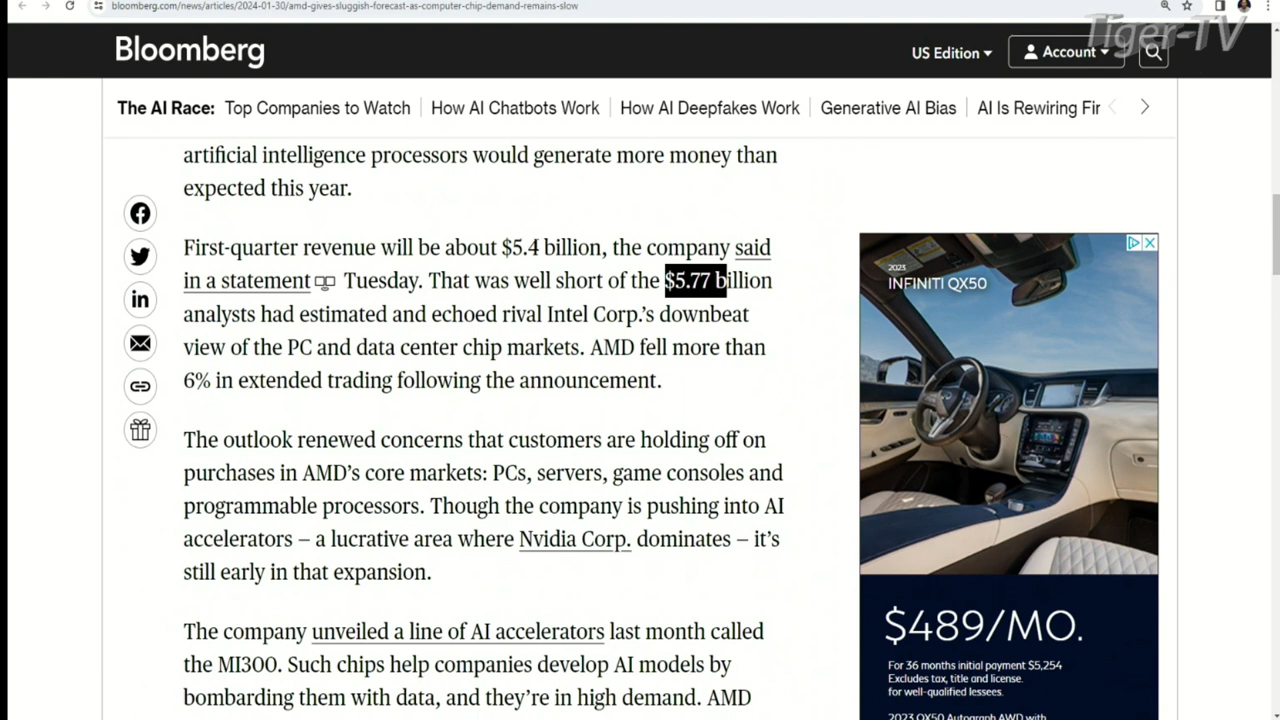 bloomberg.com/news/articles/2024-01-30/amd-gives-sluggish-forecast-as-computer-chip-demand-remains-slow
Tiger-TV
Bloomberg
US Edition
Account
The AI Race: Top Companies to Watch How AI Chatbots Work How AI Deepfakes Work Generative AI Bias AI Is Rewiring Fir
artificial intelligence processors would generate more money than
expected this year.
First-quarter revenue will be about $5.4 billion, the company said
in a statement Tuesday. That was well short of the $5.77 billion
analysts had estimated and echoed rival Intel Corp.'s downbeat
view of the PC and data center chip markets. AMD fell more than
6% in extended trading following the announcement.
The outlook renewed concerns that customers are holding off on
purchases in AMD's core markets: PCs, servers, game consoles and
programmable processors. Though the company is pushing into AI
accelerators – a lucrative area where Nvidia Corp. dominates – it's
still early in that expansion.
The company unveiled a line of AI accelerators last month called
the MI300. Such chips help companies develop AI models by
bombarding them with data, and they're in high demand. AMD
2023
INFINITI QX50
$489/MO.
For 36 months initial payment $5,254
Excludes tax, title and license.
for well-qualified lessees.
2023 QX50 Autograph AWD with